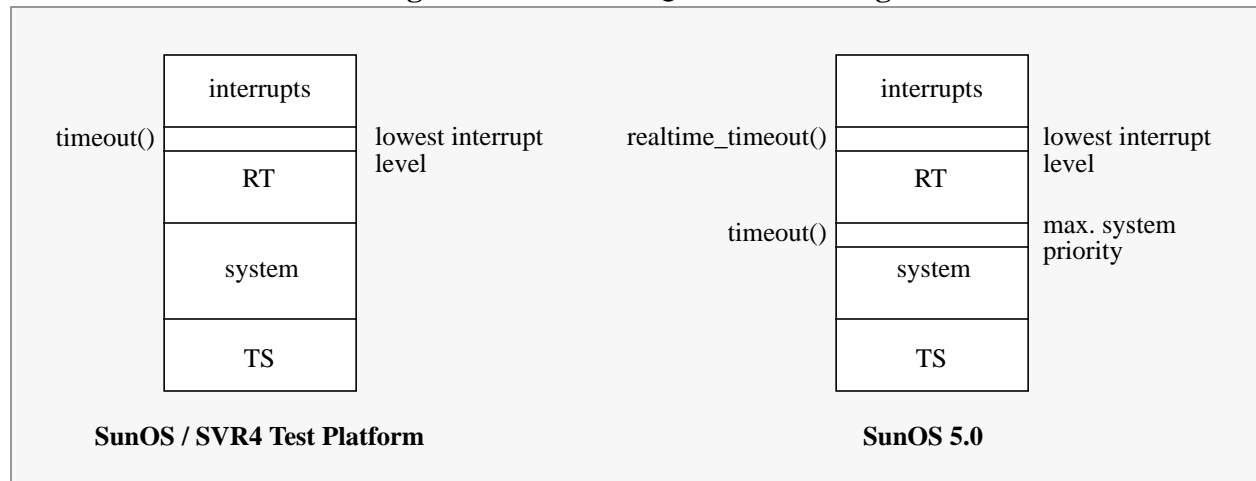 interrupts
timeout()
lowest interrupt
level
RT
system
TS
SunOS / SVR4 Test Platform
interrupts
realtime_timeout()
lowest interrupt
level
RT
timeout()
max. system
priority
system
TS
SunOS 5.0